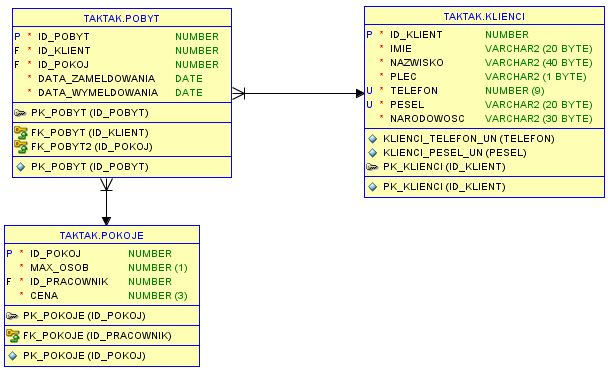 TAKTAK.POBYT
P * ID_POBYT NUMBER
F * ID_KLIENT NUMBER
F * ID_POKOJ NUMBER
* DATA_ZAMELDOWANIA DATE
* DATA_WYMELDOWANIA DATE
PK_POBYT (ID_POBYT)
FK_POBYT (ID_KLIENT)
FK_POBYT2 (ID_POKOJ)
PK_POBYT (ID_POBYT)
TAKTAK.KLIENCI
P * ID_KLIENT NUMBER
* IMIE VARCHAR2 (20 BYTE)
* NAZWISKO VARCHAR2 (40 BYTE)
* PLEC VARCHAR2 (1 BYTE)
U * TELEFON NUMBER (9)
U * PESEL VARCHAR2 (20 BYTE)
* NARODOWOSC VARCHAR2 (30 BYTE)
KLIENCI_TELEFON_UN (TELEFON)
KLIENCI_PESEL_UN (PESEL)
PK_KLIENCI (ID_KLIENT)
PK_KLIENCI (ID_KLIENT)
TAKTAK.POKOJE
P * ID_POKOJ NUMBER
* MAX_OSOB NUMBER (1)
F * ID_PRACOWNIK NUMBER
* CENA NUMBER (3)
PK_POKOJE (ID_POKOJ)
FK_POKOJE (ID_PRACOWNIK)
PK_POKOJE (ID_POKOJ)